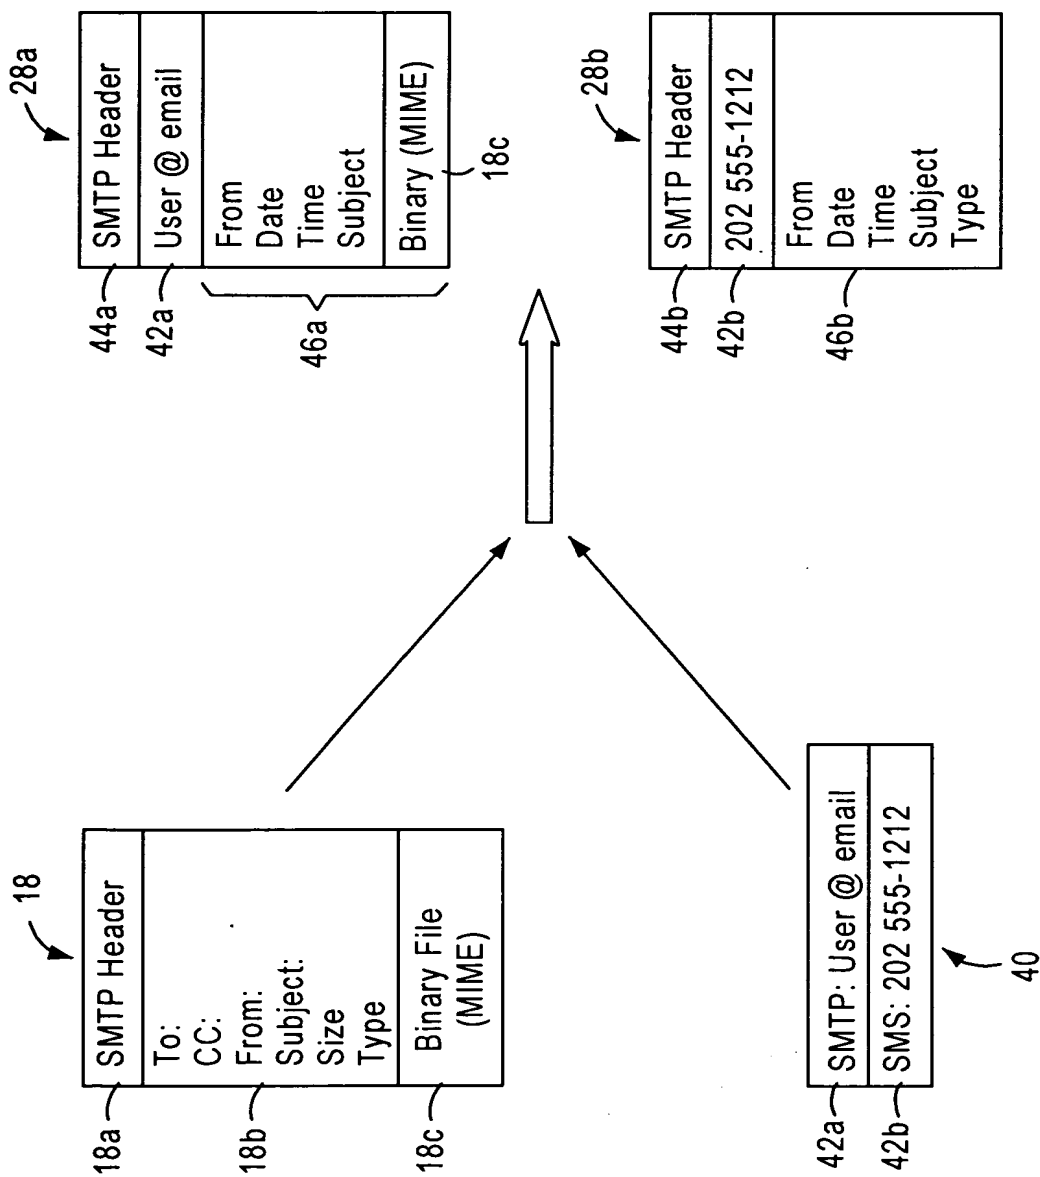 18
18a
SMTP Header
18b
To:
CC:
From:
Subject:
Size
Type
18c
Binary File
(MIME)
42a
SMTP: User @ email
42b
SMS: 202 555-1212
40
28a
44a
SMTP Header
42a
User @ email
46a
From
Date
Time
Subject
Binary (MIME)
18c
28b
44b
SMTP Header
42b
202 555-1212
46b
From
Date
Time
Subject
Type